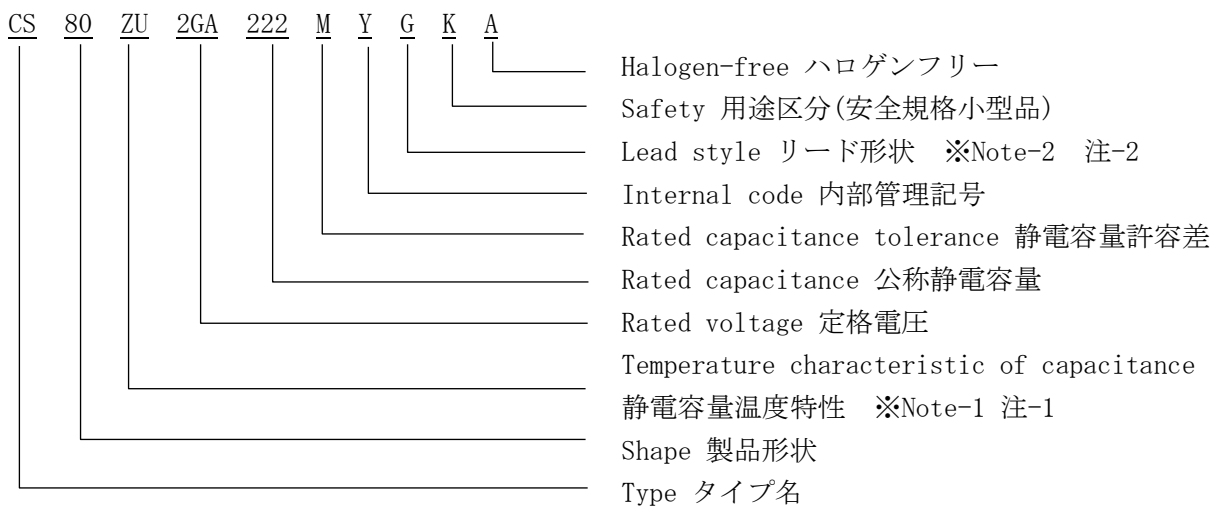 CS 80 ZU 2GA 222 M Y G K A
Halogen-free ハロゲンフリー
Safety 用途区分(安全規格小型品)
Lead style リード形状 ※Note-2 注-2
Internal code 内部管理記号
Rated capacitance tolerance 静電容量許容差
Rated capacitance 公称静電容量
Rated voltage 定格電圧
Temperature characteristic of capacitance
静電容量温度特性 ※Note-1 注-1
Shape 製品形状
Type タイプ名